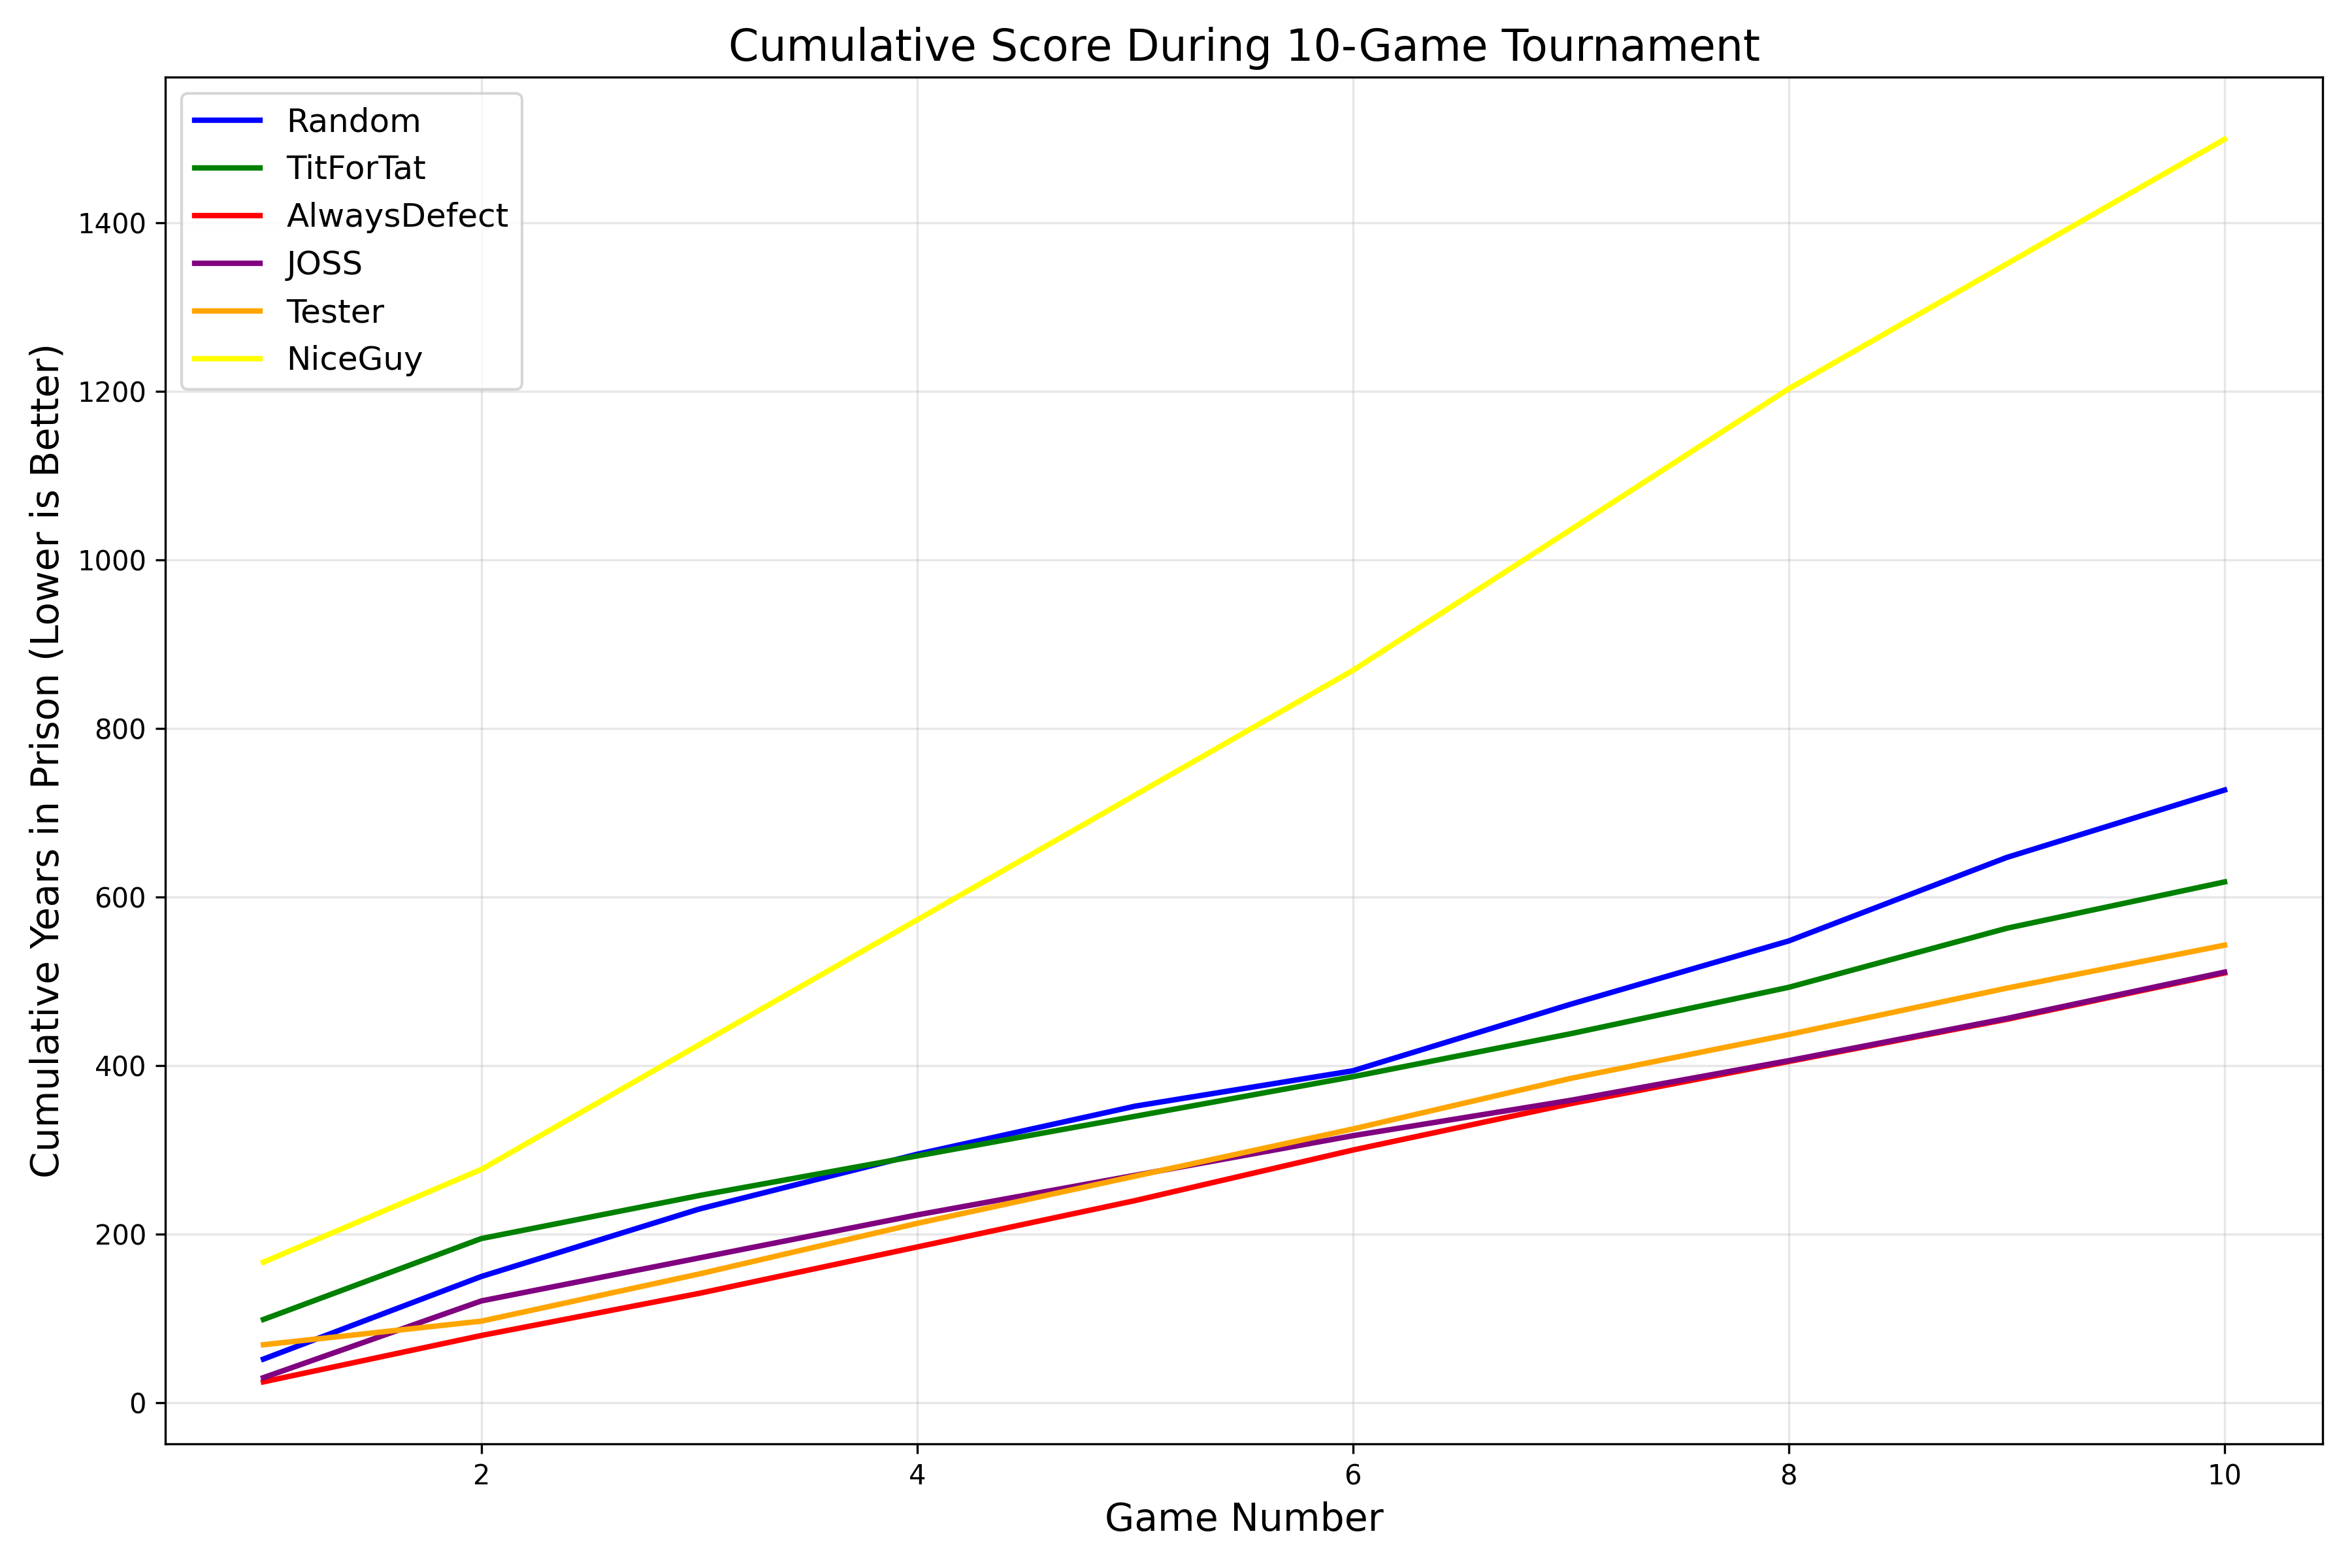 Cumulative Score During 10-Game Tournament
Random
TitForTat
AlwaysDefect
JOSS
Tester
NiceGuy
Cumulative Years in Prison (Lower is Better)
1400
1200
1000
800
600
400
200
0
2 4 6 8 10
Game Number